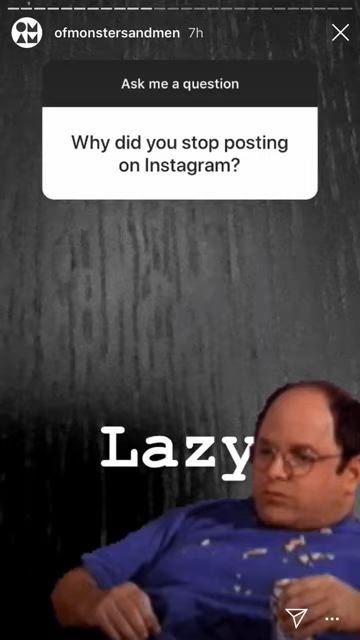 ofmonstersandmen 7h
Ask me a question
Why did you stop posting
on Instagram?
Lazy